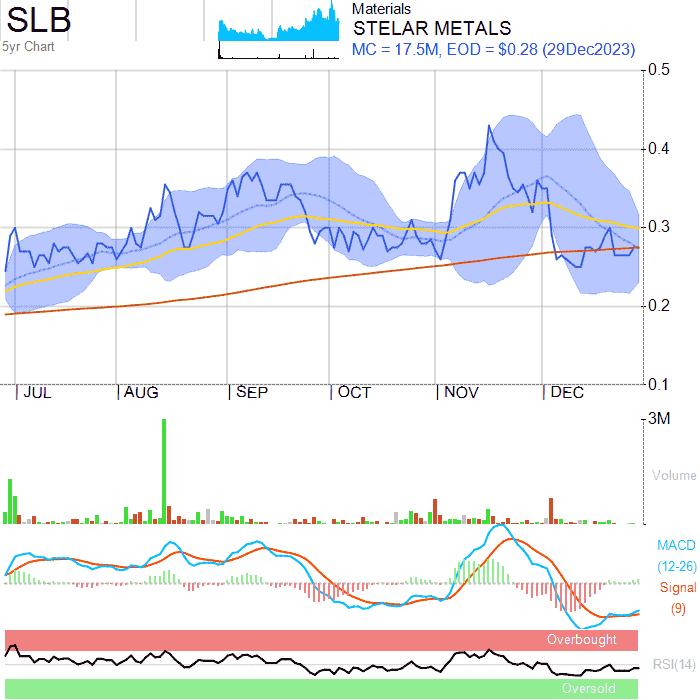 SLB
5yr Chart
Materials
STELAR METALS
MC = 17.5M, EOD = $0.28 (29Dec2023)
0.5
0.4
0.3
0.2
0.1
JUL AUG SEP OCT NOV DEC
3M
Volume
MACD
(12-26)
Signal
(9)
Overbought
RSI(14)
Oversold